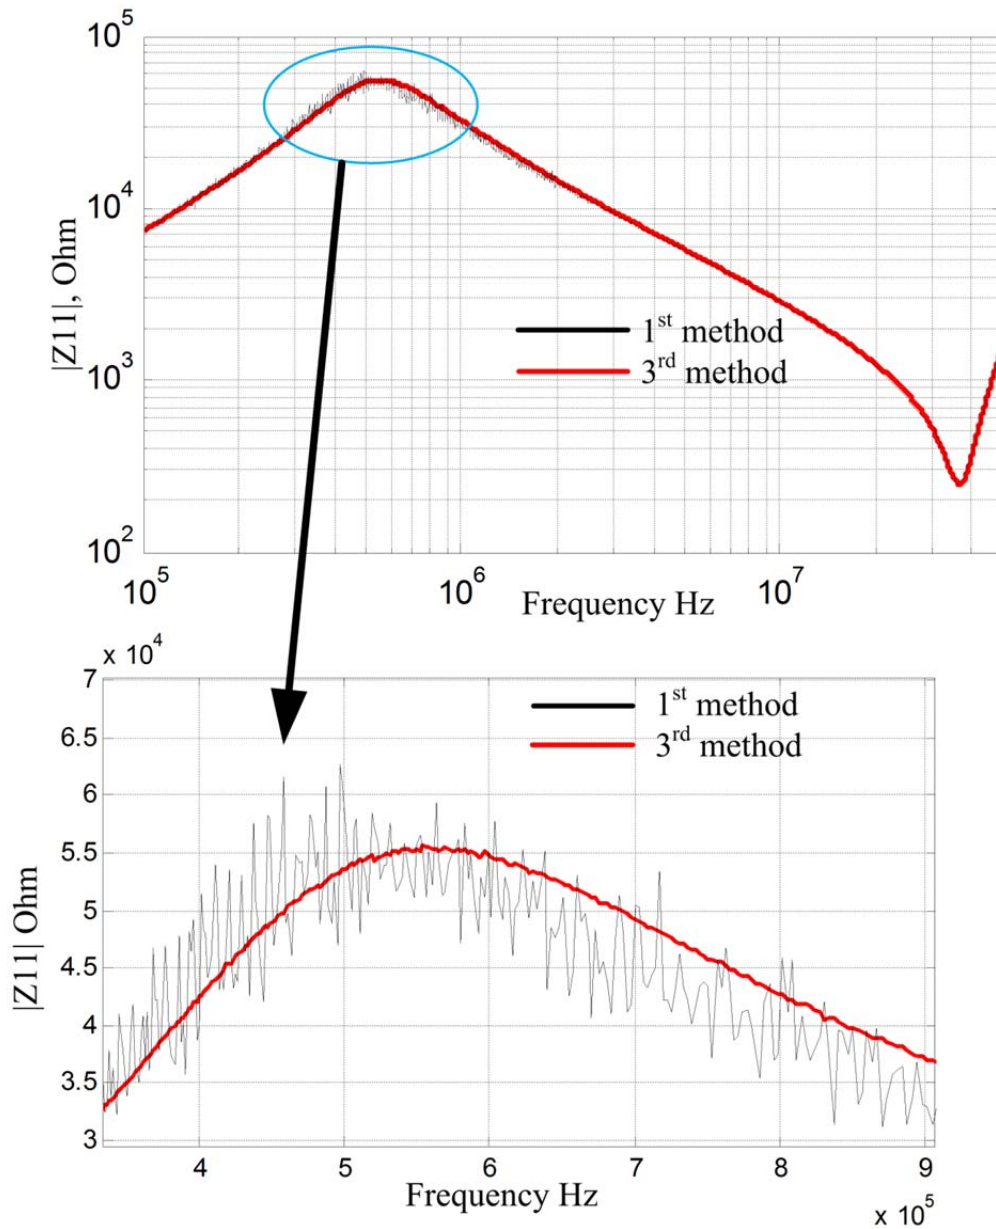 10^5
10^4
|Z11|, Ohm
1st method
3rd method
10^3
10^2
10^5 10^6 10^7
Frequency Hz
x 10^4
7
1st method
6.5
3rd method
6
5.5
|Z11| Ohm
5
4.5
4
3.5
3
4 5 6 7 8 9
Frequency Hz
x 10^5